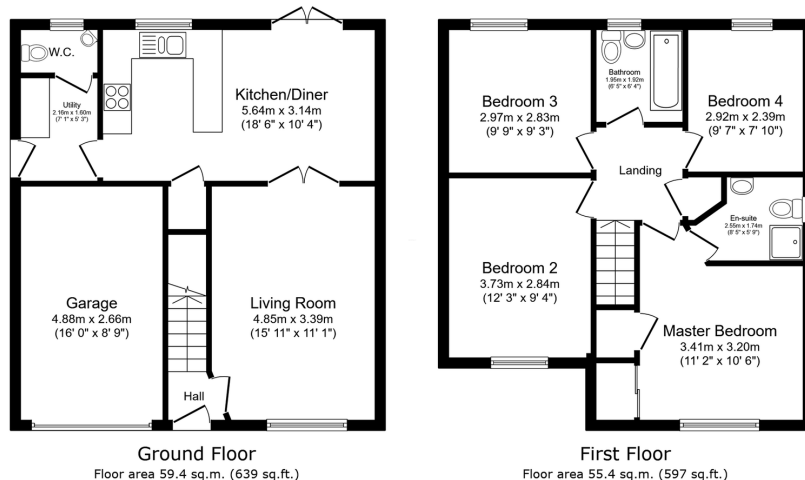 W.C.
Utility
2.16m x 1.60m
(7' 1" x 5' 3")
Kitchen/Diner
5.64m x 3.14m
(18' 6" x 10' 4")
Garage
4.88m x 2.66m
(16' 0" x 8' 9")
Living Room
4.85m x 3.39m
(15' 11" x 11' 1")
Hall
Ground Floor
Floor area 59.4 sq.m. (639 sq.ft.)
Bedroom 3
2.97m x 2.83m
(9' 9" x 9' 3")
Bathroom
1.95m x 1.92m
(6' 5" x 6' 4")
Bedroom 4
2.92m x 2.39m
(9' 7" x 7' 10")
Landing
En-suite
2.55m x 1.74m
(8' 5" x 5' 9")
Bedroom 2
3.73m x 2.84m
(12' 3" x 9' 4")
Master Bedroom
3.41m x 3.20m
(11' 2" x 10' 6")
First Floor
Floor area 55.4 sq.m. (597 sq.ft.)